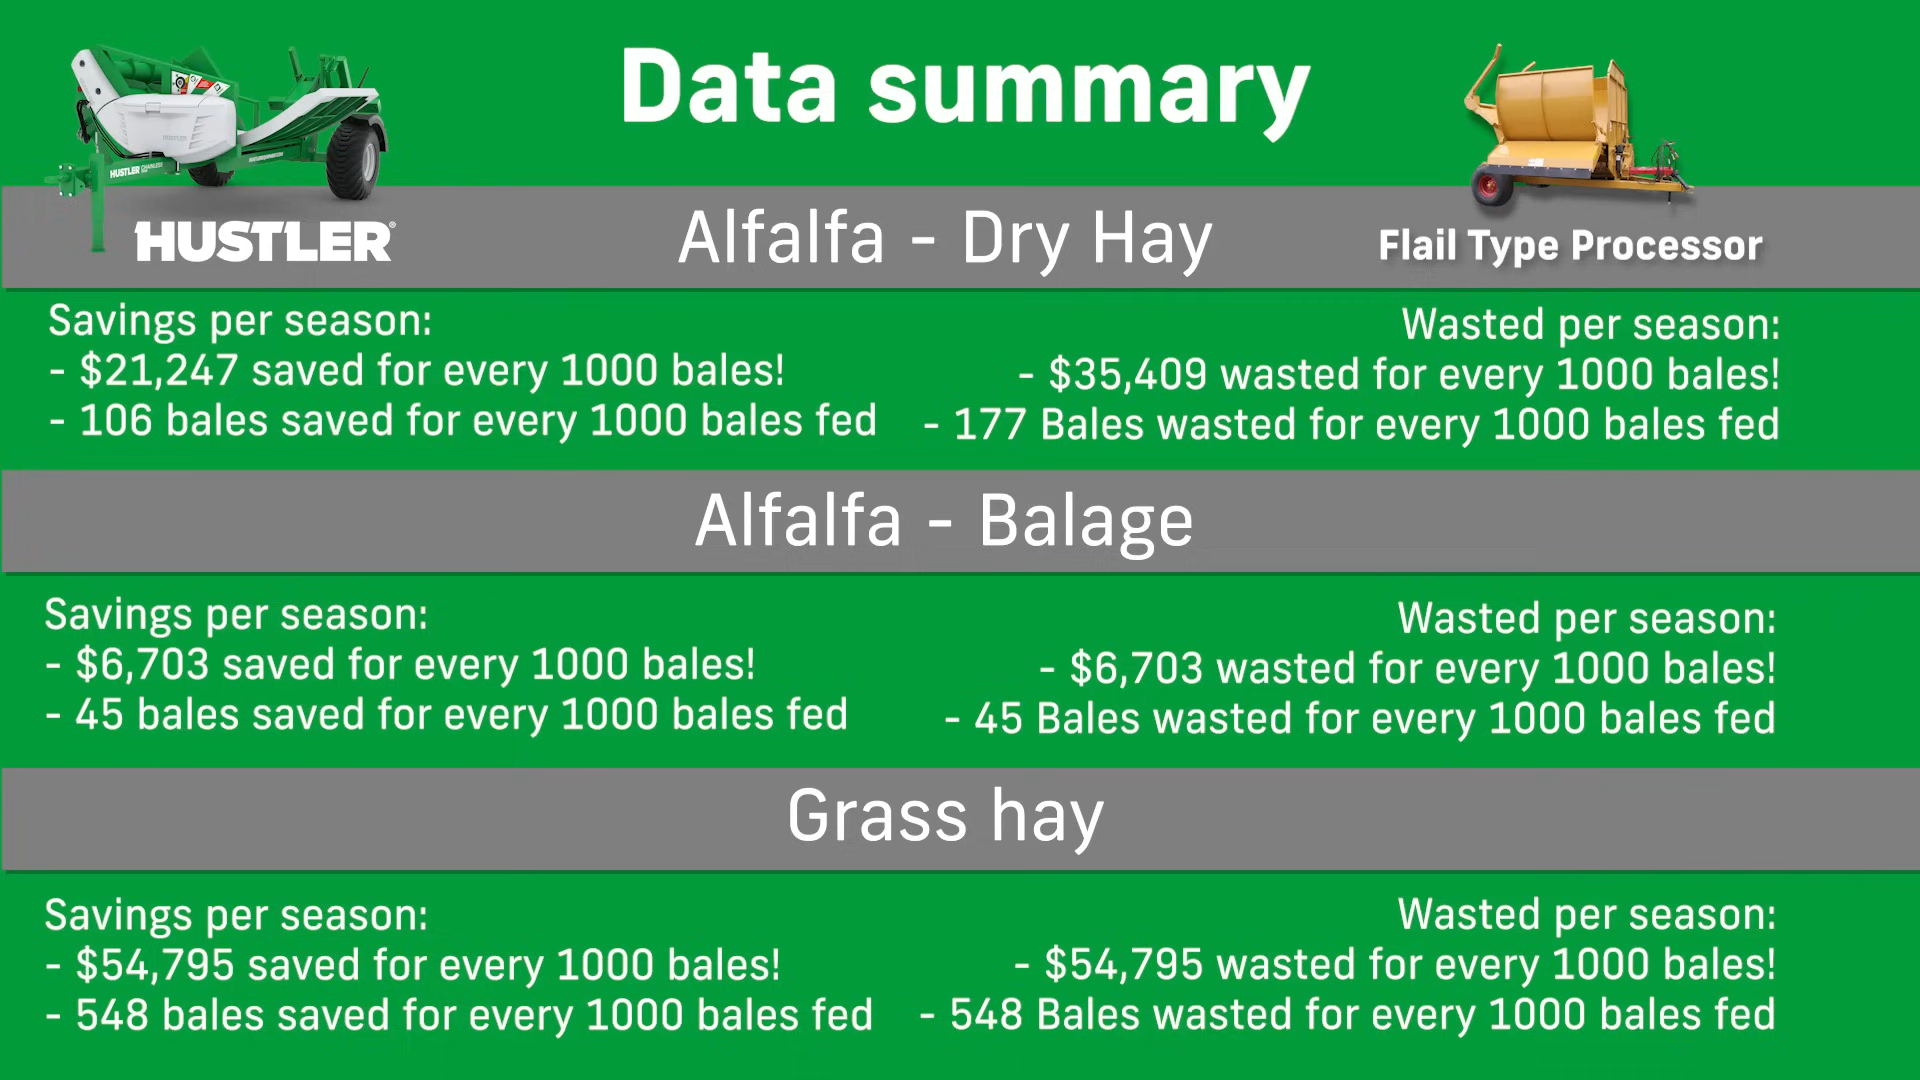 Data summary
HUSTLER
Alfalfa - Dry Hay
Flail Type Processor
Savings per season:
- $21,247 saved for every 1000 bales!
- 106 bales saved for every 1000 bales fed
Wasted per season:
- $35,409 wasted for every 1000 bales!
- 177 Bales wasted for every 1000 bales fed
Alfalfa - Balage
Savings per season:
- $6,703 saved for every 1000 bales!
- 45 bales saved for every 1000 bales fed
Wasted per season:
- $6,703 wasted for every 1000 bales!
- 45 Bales wasted for every 1000 bales fed
Grass hay
Savings per season:
- $54,795 saved for every 1000 bales!
- 548 bales saved for every 1000 bales fed
Wasted per season:
- $54,795 wasted for every 1000 bales!
- 548 Bales wasted for every 1000 bales fed